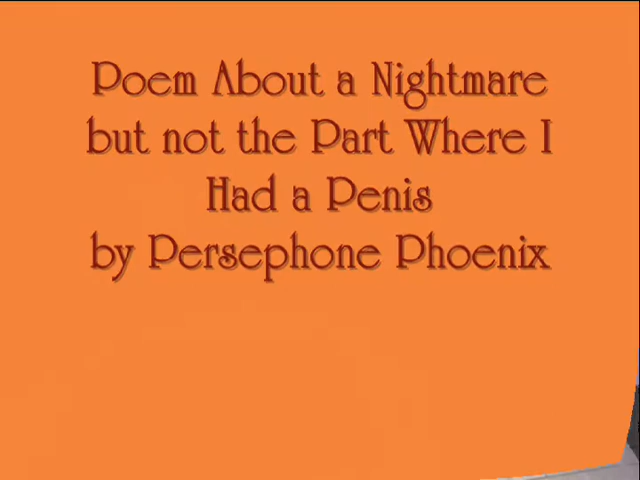 Poem About a Nightmare
but not the Part Where I
Had a Penis
by Persephone Phoenix